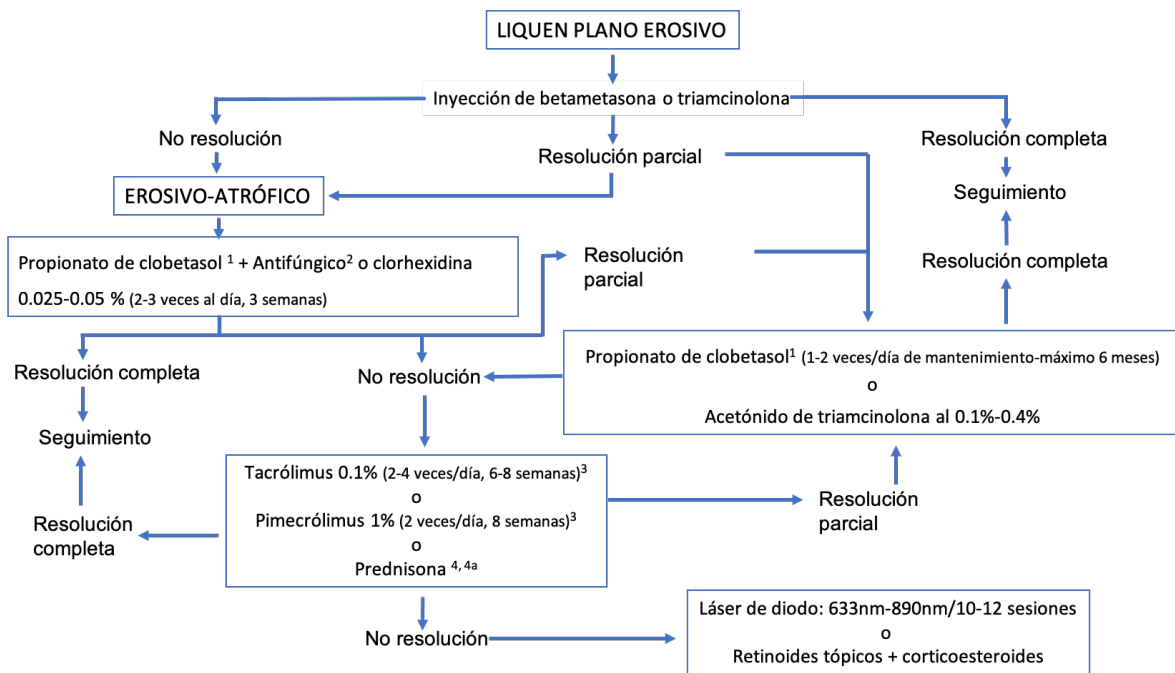 LIQUEN PLANO EROSIVO
Inyección de betametasona o triamcinolona
No resolución
Resolución parcial
Resolución completa
Seguimiento
EROSIVO-ATRÓFICO
Propionato de clobetasol ¹ + Antifúngico² o clorhexidina
0.025-0.05 % (2-3 veces al día, 3 semanas)
Resolución
parcial
Resolución completa
Resolución completa
Seguimiento
No resolución
Propionato de clobetasol¹ (1-2 veces/día de mantenimiento-máximo 6 meses)
o
Acetónido de triamcinolona al 0.1%-0.4%
Tacrólimus 0.1% (2-4 veces/día, 6-8 semanas)³
o
Pimecrólimus 1% (2 veces/día, 8 semanas)³
o
Prednisona ⁴, ⁴ᵃ
Resolución
completa
Resolución
parcial
No resolución
Láser de diodo: 633nm-890nm/10-12 sesiones
o
Retinoides tópicos + corticoesteroides